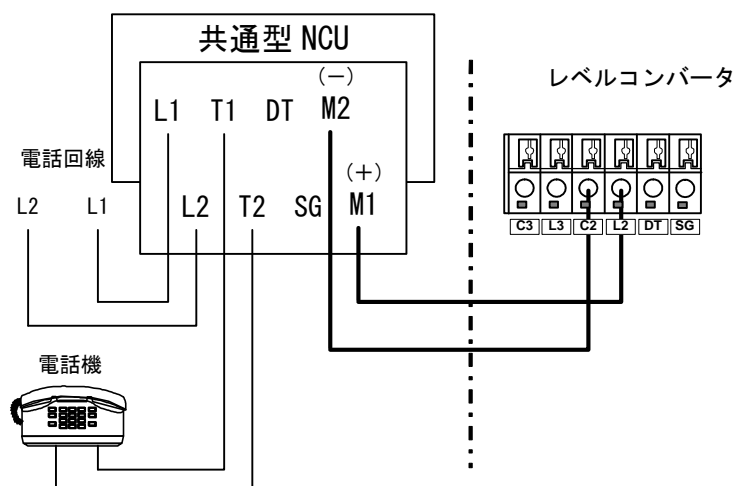 共通型 NCU
レベルコンバータ
(−)
L1 T1 DT M2
(+)
L2 T2 SG M1
電話回線
L2 L1
C3 L3 C2 L2 DT SG
電話機